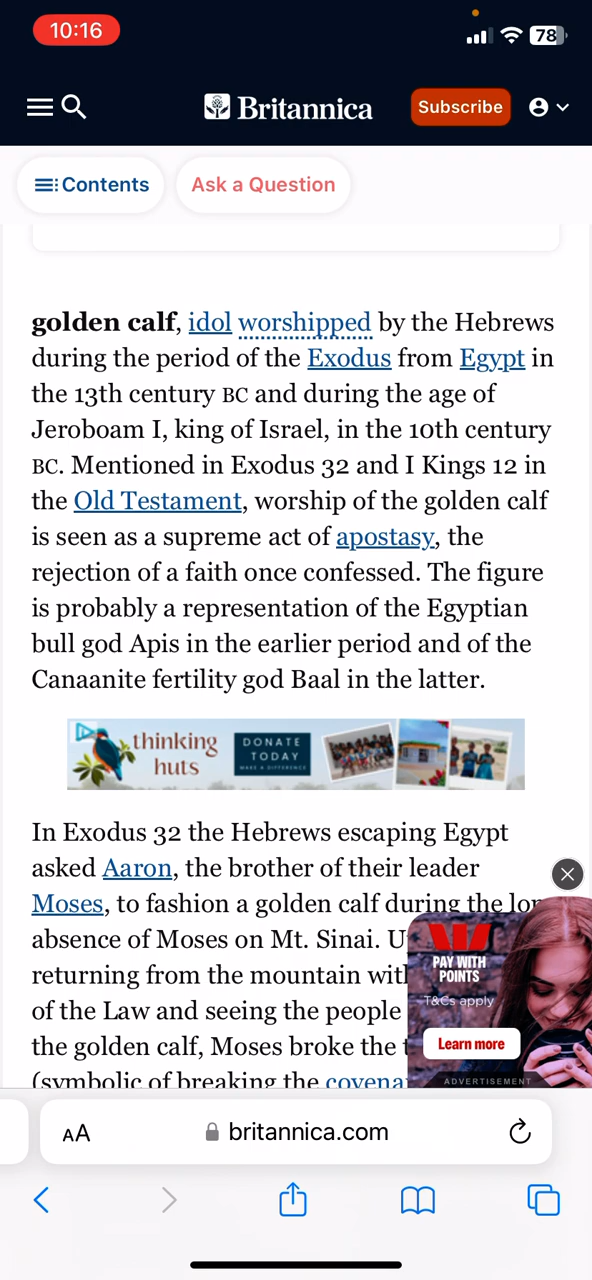 10:16
78
Britannica
Subscribe
Contents
Ask a Question
golden calf, idol worshipped by the Hebrews
during the period of the Exodus from Egypt in
the 13th century BC and during the age of
Jeroboam I, king of Israel, in the 10th century
BC. Mentioned in Exodus 32 and I Kings 12 in
the Old Testament, worship of the golden calf
is seen as a supreme act of apostasy, the
rejection of a faith once confessed. The figure
is probably a representation of the Egyptian
bull god Apis in the earlier period and of the
Canaanite fertility god Baal in the latter.
thinking
huts
DONATE
TODAY
MAKE A DIFFERENCE
In Exodus 32 the Hebrews escaping Egypt
asked Aaron, the brother of their leader
Moses, to fashion a golden calf during the
absence of Moses on Mt. Sinai.
returning from the mountain
of the Law and seeing the people
the golden calf, Moses broke the
(symbolic of breaking the
PAY WITH
POINTS
T&Cs apply
Learn more
ADVERTISEMENT
AA
britannica.com